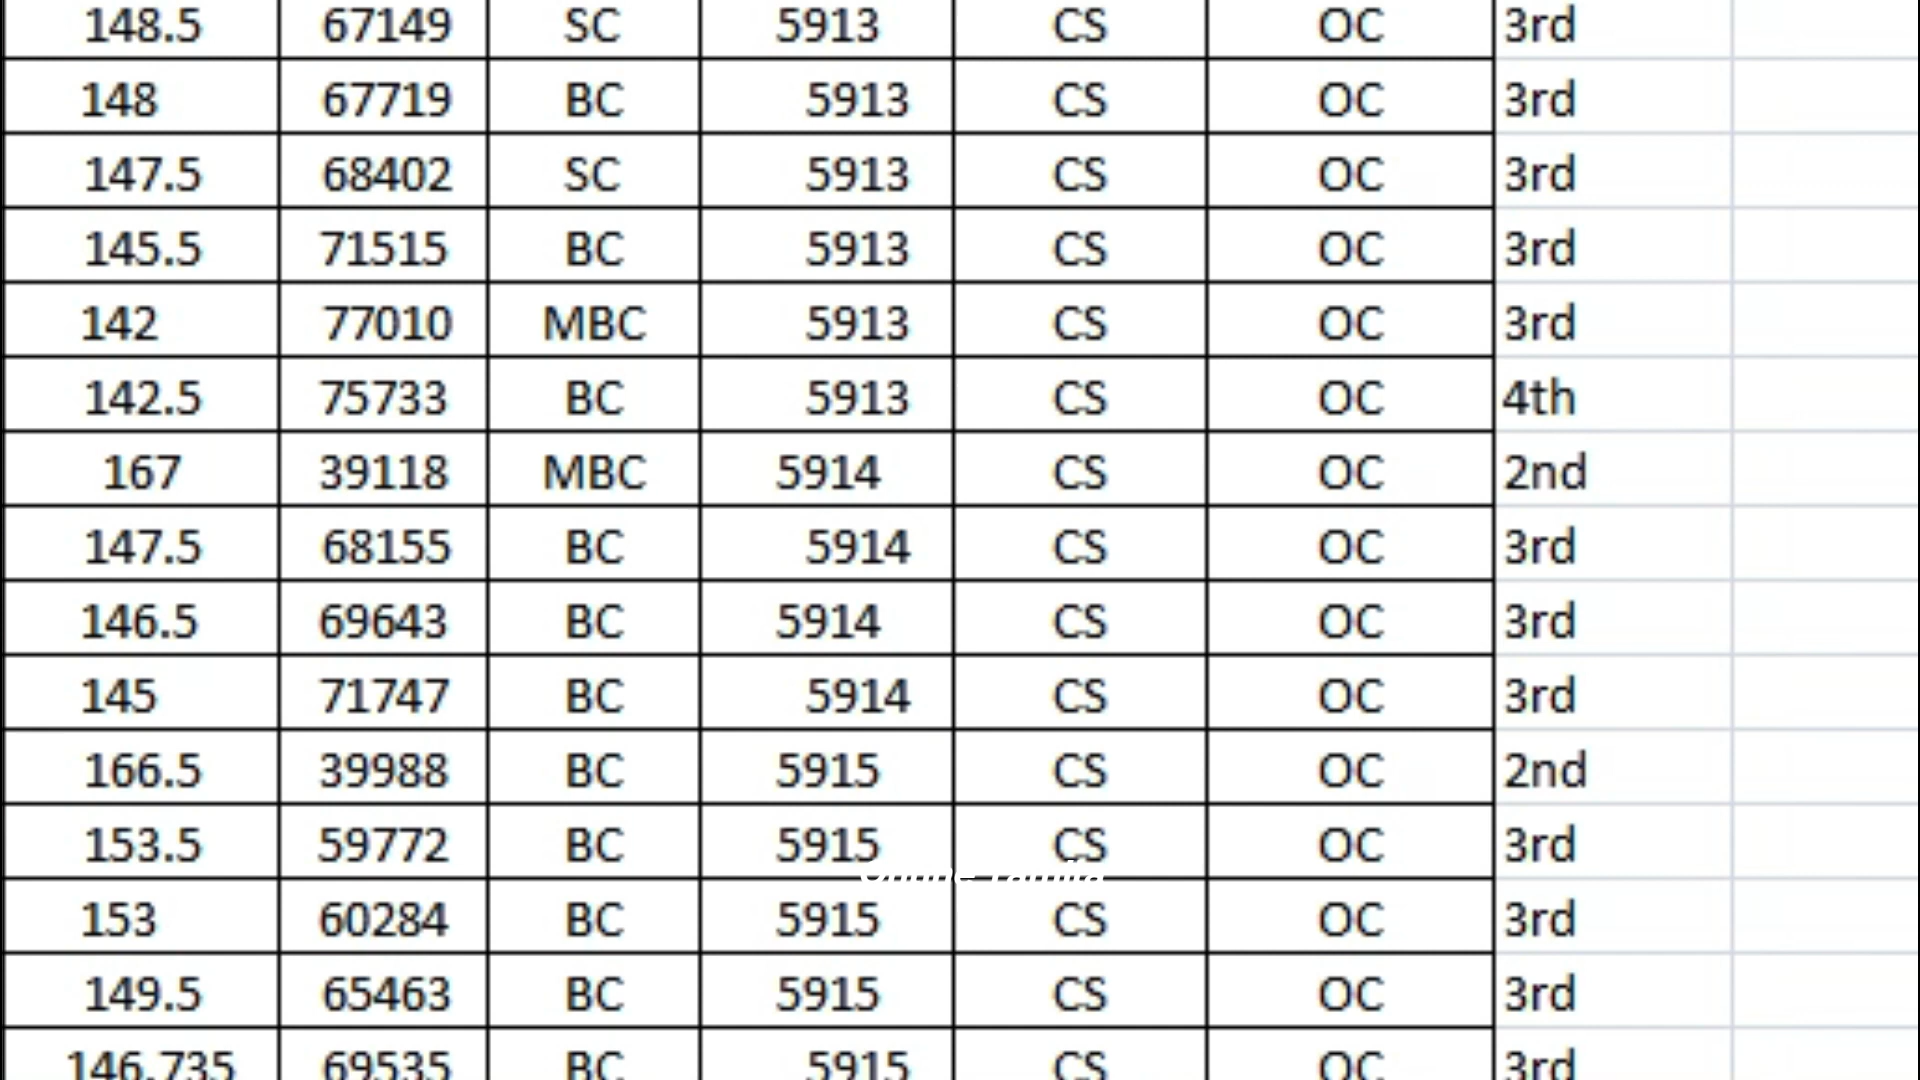 148.5 67149 SC 5913 CS OC 3rd
148 67719 BC 5913 CS OC 3rd
147.5 68402 SC 5913 CS OC 3rd
145.5 71515 BC 5913 CS OC 3rd
142 77010 MBC 5913 CS OC 3rd
142.5 75733 BC 5913 CS OC 4th
167 39118 MBC 5914 CS OC 2nd
147.5 68155 BC 5914 CS OC 3rd
146.5 69643 BC 5914 CS OC 3rd
145 71747 BC 5914 CS OC 3rd
166.5 39988 BC 5915 CS OC 2nd
153.5 59772 BC 5915 CS OC 3rd
153 60284 BC 5915 CS OC 3rd
149.5 65463 BC 5915 CS OC 3rd
146.735 69535 BC 5915 CS OC 3rd